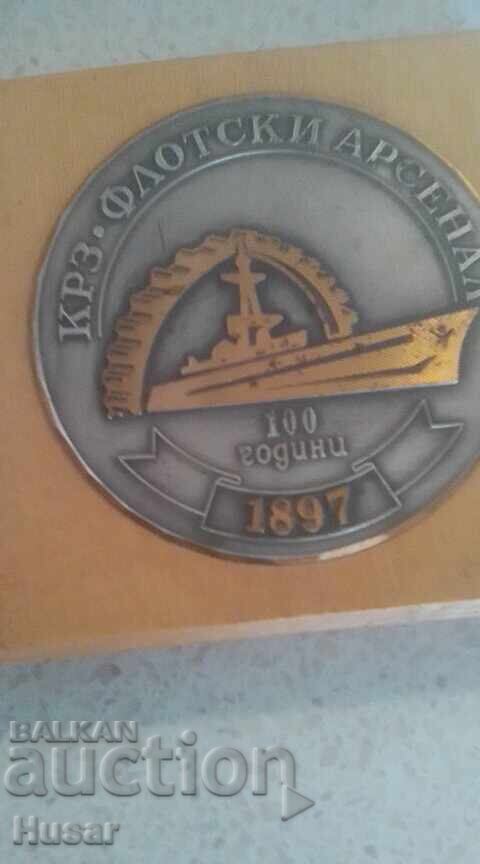 КРЗ • ФЛОТСКИ АРСЕНАЛ
100
години
1897
BALKAN
auction
Husar